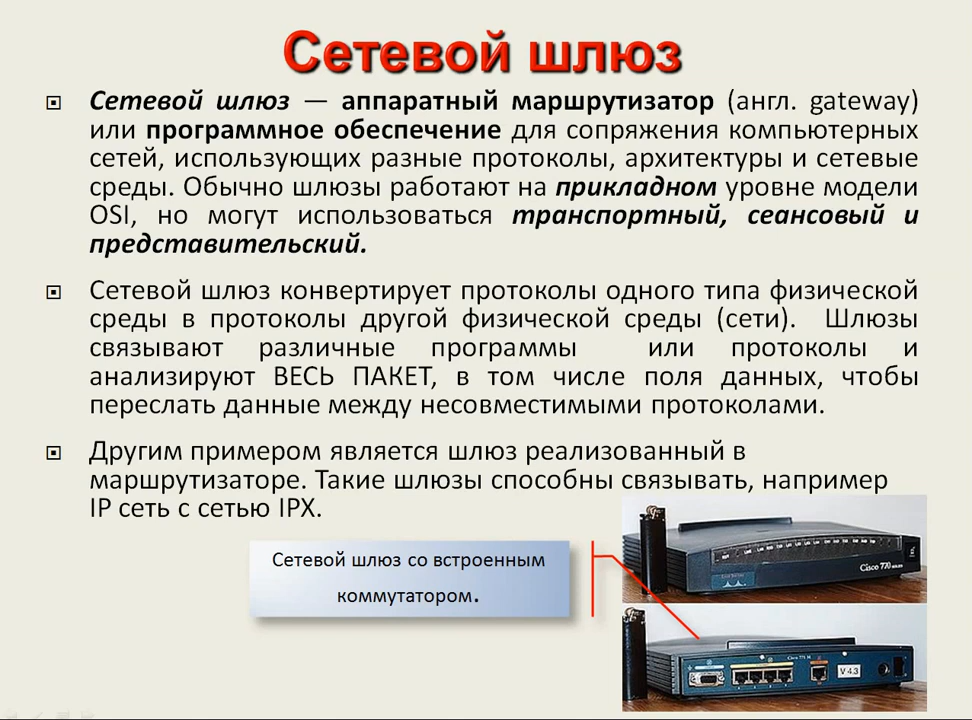 Сетевой шлюз
Сетевой шлюз — аппаратный маршрутизатор (англ. gateway)
или программное обеспечение для сопряжения компьютерных
сетей, использующих разные протоколы, архитектуры и сетевые
среды. Обычно шлюзы работают на прикладном уровне модели
OSI, но могут использоваться транспортный, сеансовый и
представительский.
Сетевой шлюз конвертирует протоколы одного типа физической
среды в протоколы другой физической среды (сети). Шлюзы
связывают различные программы или протоколы и
анализируют ВЕСЬ ПАКЕТ, в том числе поля данных, чтобы
переслать данные между несовместимыми протоколами.
Другим примером является шлюз реализованный в
маршрутизаторе. Такие шлюзы способны связывать, например
IP сеть с сетью IPX.
Сетевой шлюз со встроенным
коммутатором.
Cisco 770
V 4.3